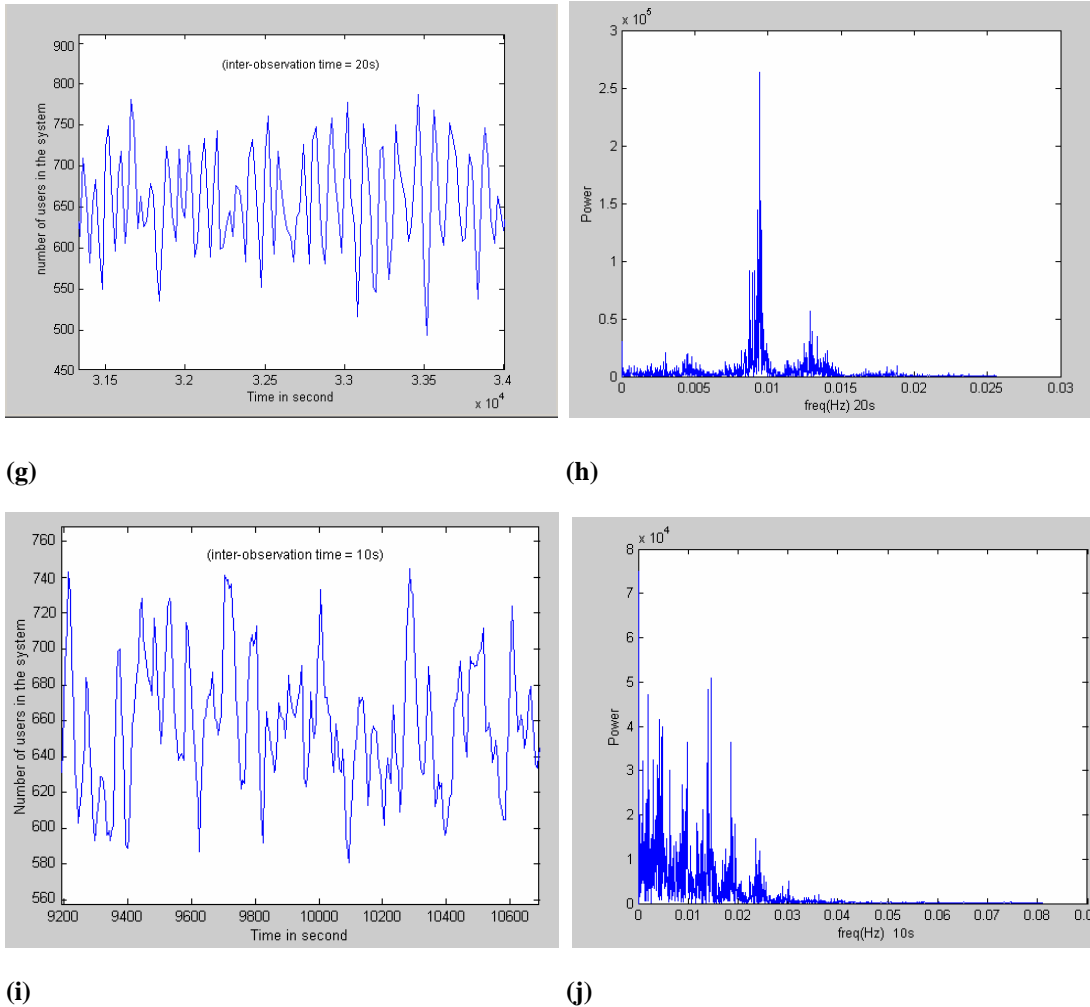 900
850
800
750
700
650
600
550
500
450
(inter-observation time = 20s)
number of users in the system
3.15 3.2 3.25 3.3 3.35 3.4
Time in second
x 10⁴
x 10⁵
3
2.5
2
1.5
1
0.5
0
Power
0 0.005 0.01 0.015 0.02 0.025 0.03
freq(Hz) 20s
(g)
(h)
760
740
720
700
680
660
640
620
600
580
560
(inter-observation time = 10s)
Number of users in the system
9200 9400 9600 9800 10000 10200 10400 10600
Time in second
x 10⁴
8
7
6
5
4
3
2
1
0
Power
0 0.01 0.02 0.03 0.04 0.05 0.06 0.07 0.08 0.0
freq(Hz) 10s
(i)
(j)